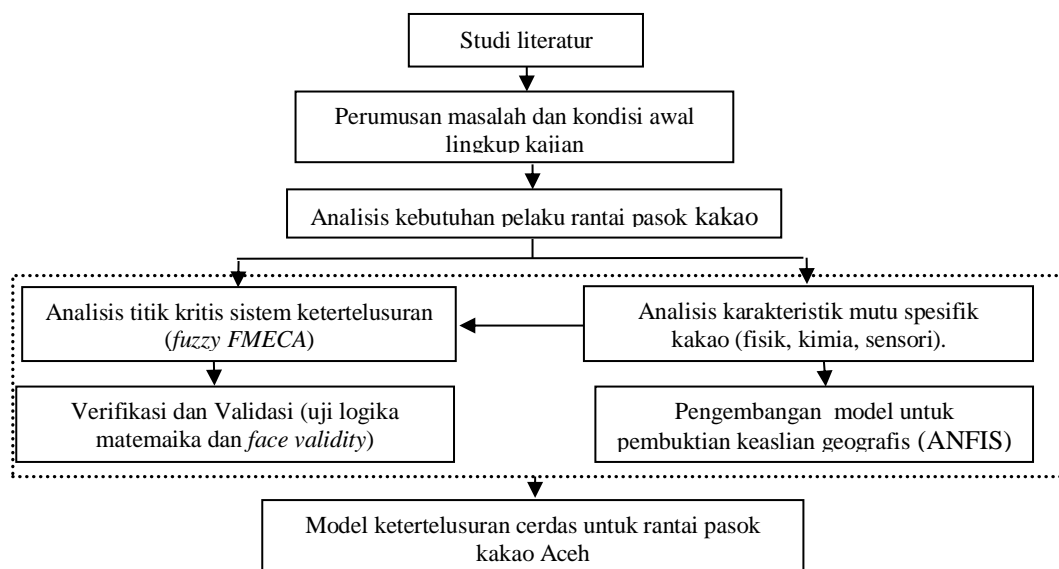 Studi literatur
Perumusan masalah dan kondisi awal
lingkup kajian
Analisis kebutuhan pelaku rantai pasok kakao
Analisis titik kritis sistem ketertelusuran
(fuzzy FMECA)
Analisis karakteristik mutu spesifik
kakao (fisik, kimia, sensori).
Verifikasi dan Validasi (uji logika
matemaika dan face validity)
Pengembangan model untuk
pembuktian keaslian geografis (ANFIS)
Model ketertelusuran cerdas untuk rantai pasok
kakao Aceh